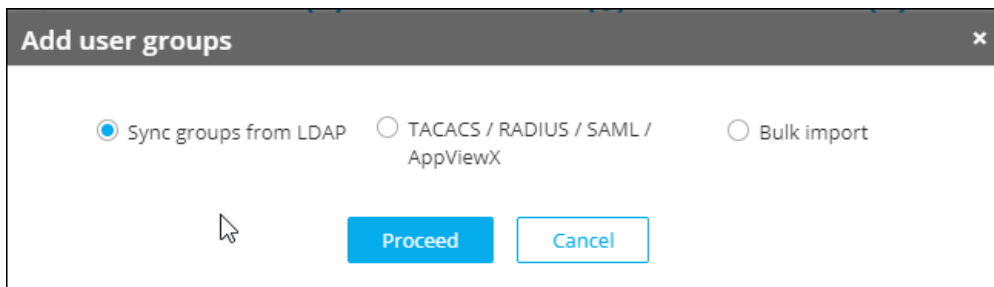 Add user groups
Sync groups from LDAP
TACACS / RADIUS / SAML /
AppViewX
Bulk import
Proceed
Cancel